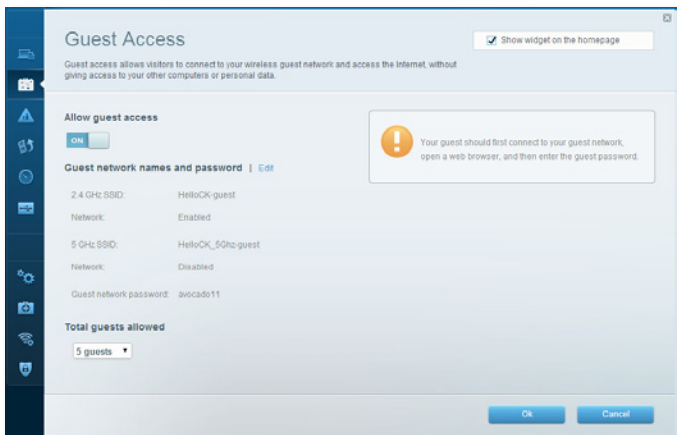 Guest Access
Show widget on the homepage
Guest access allows visitors to connect to your wireless guest network and access the Internet, without
giving access to your other computers or personal data.
Allow guest access
ON
Your guest should first connect to your guest network,
open a web browser, and then enter the guest password.
Guest network names and password | Edit
2.4 GHz SSID: HelloCK-guest
Network: Enabled
5 GHz SSID: HelloCK_5Ghz-guest
Network: Disabled
Guest network password: avocado11
Total guests allowed
5 guests
Ok Cancel